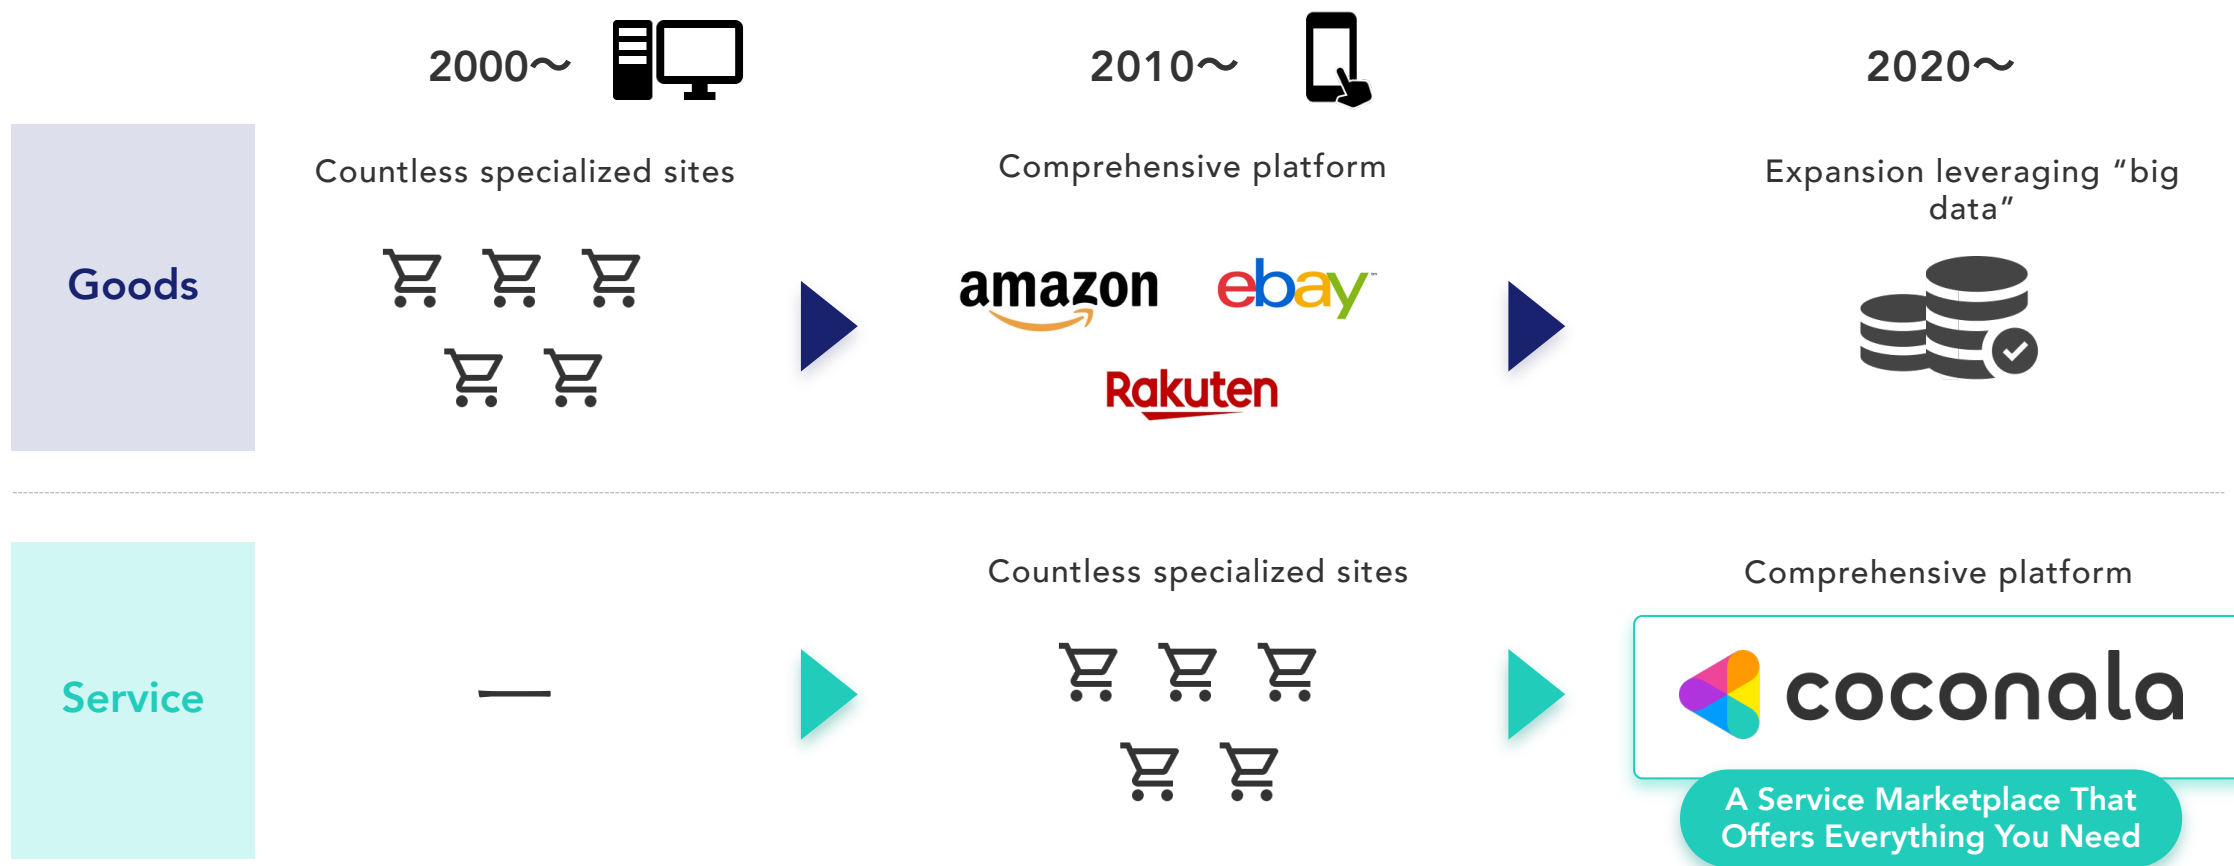 2000〜
2010〜
2020〜
Goods
Countless specialized sites
Comprehensive platform
Expansion leveraging “big
data”
amazon
ebay™
Rakuten
Service
—
Countless specialized sites
Comprehensive platform
coconala
A Service Marketplace That
Offers Everything You Need